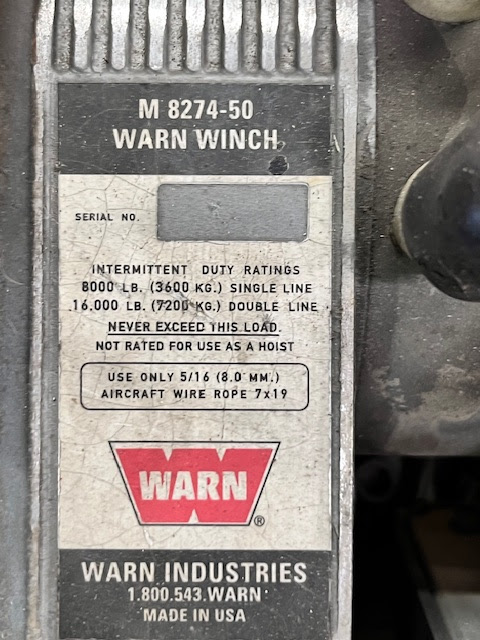 M 8274-50
WARN WINCH
SERIAL NO.
INTERMITTENT DUTY RATINGS
8000 LB. (3600 KG.) SINGLE LINE
16,000 LB. (7200 KG.) DOUBLE LINE
NEVER EXCEED THIS LOAD.
NOT RATED FOR USE AS A HOIST
USE ONLY 5/16 (8.0 MM.)
AIRCRAFT WIRE ROPE 7x19
WARN
®
WARN INDUSTRIES
1.800.543.WARN
MADE IN USA